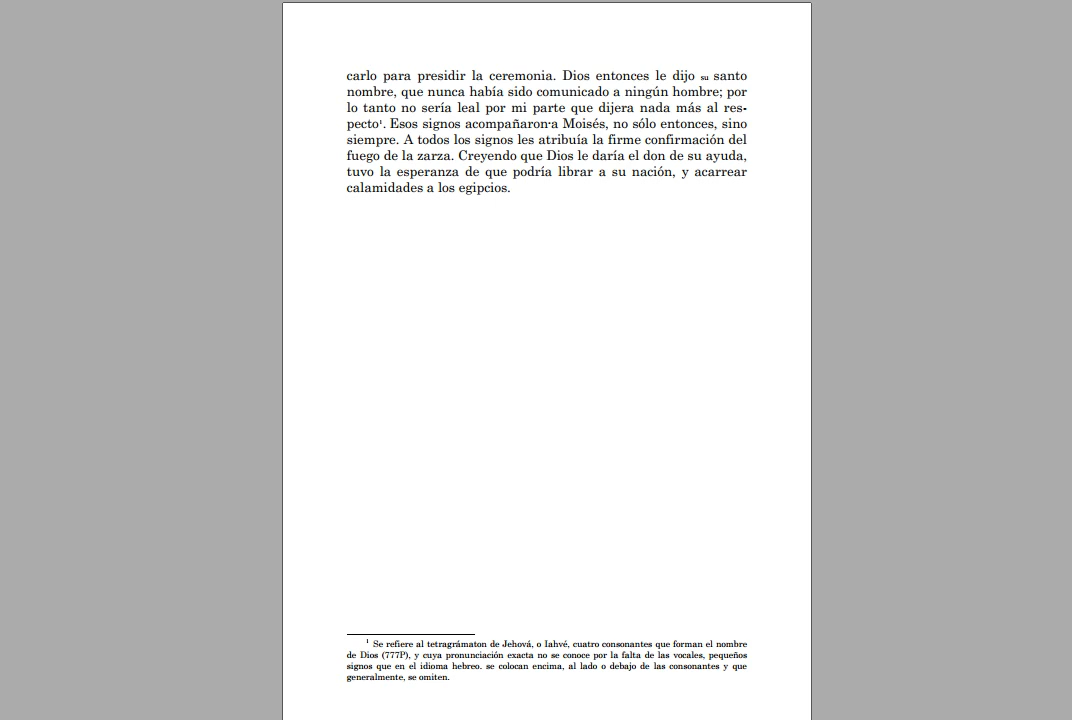 carlo para presidir la ceremonia. Dios entonces le dijo su santo
nombre, que nunca había sido comunicado a ningún hombre; por
lo tanto no sería leal por mi parte que dijera nada más al res-
pecto¹. Esos signos acompañaron·a Moisés, no sólo entonces, sino
siempre. A todos los signos les atribuía la firme confirmación del
fuego de la zarza. Creyendo que Dios le daría el don de su ayuda,
tuvo la esperanza de que podría librar a su nación, y acarrear
calamidades a los egipcios.
¹ Se refiere al tetragrámaton de Jehová, o Iahvé, cuatro consonantes que forman el nombre
de Dios (777P), y cuya pronunciación exacta no se conoce por la falta de las vocales, pequeños
signos que en el idioma hebreo. se colocan encima, al lado o debajo de las consonantes y que
generalmente, se omiten.